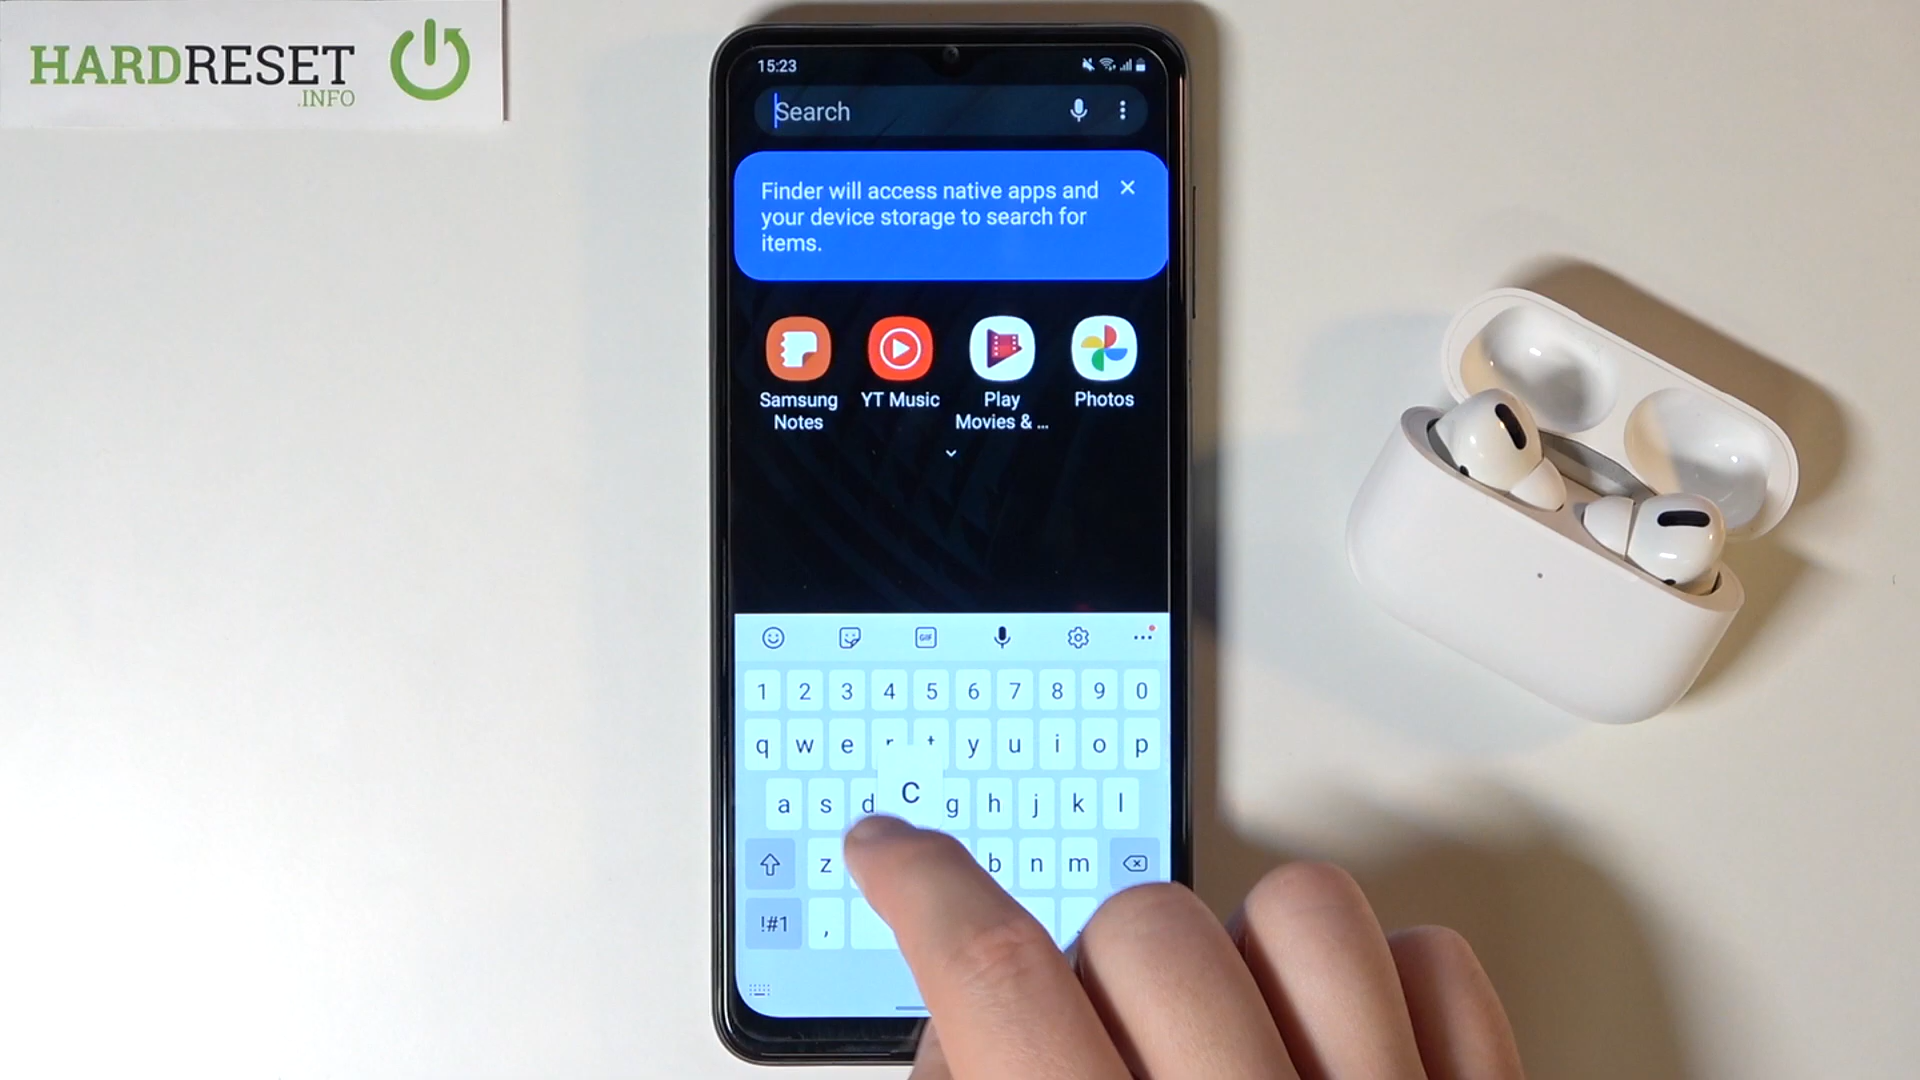 HARDRESET
.INFO
15:23
Search
Finder will access native apps and
your device storage to search for
items.
Samsung
Notes
YT Music
Play
Movies & ...
Photos
GIF
1 2 3 4 5 6 7 8 9 0
q w e r t y u i o p
a s d C g h j k l
z b n m
!#1 ,